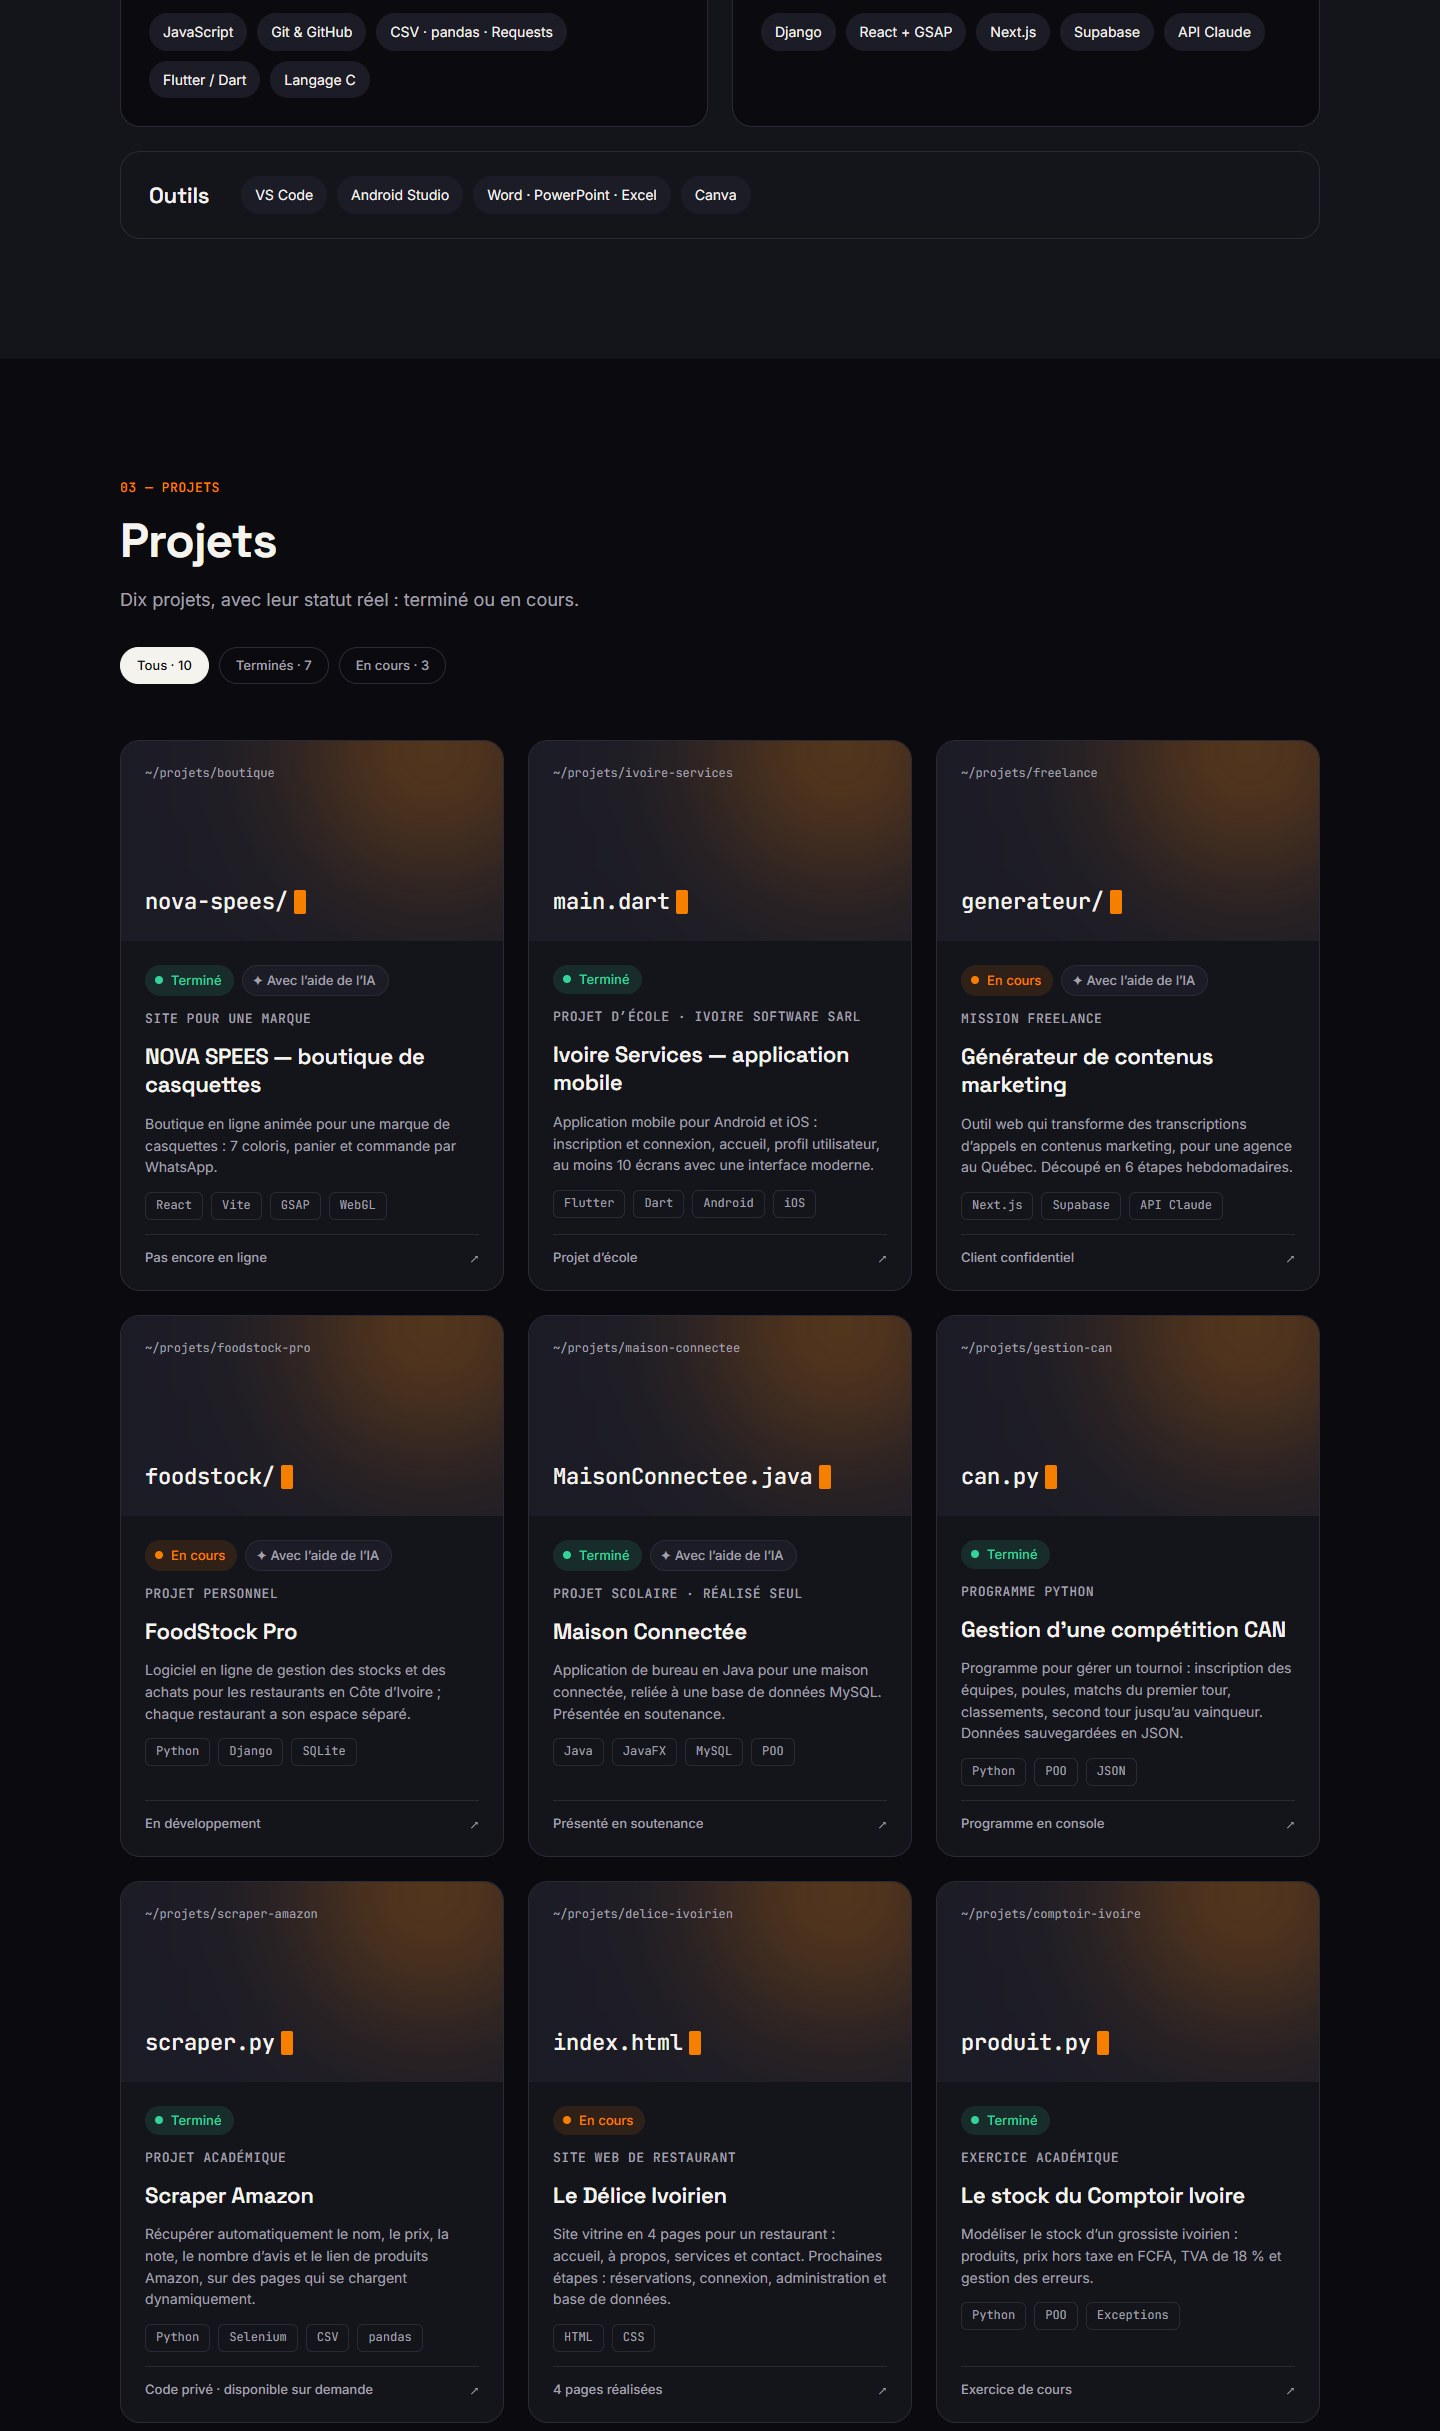 JavaScript Git & GitHub CSV · pandas · Requests
Flutter / Dart Langage C
Django React + GSAP Next.js Supabase API Claude
Outils VS Code Android Studio Word · PowerPoint · Excel Canva
03 — PROJETS
Projets
Dix projets, avec leur statut réel : terminé ou en cours.
Tous · 10 Terminés · 7 En cours · 3
~/projets/boutique
nova-spees/
Terminé ✦ Avec l’aide de l’IA
SITE POUR UNE MARQUE
NOVA SPEES — boutique de
casquettes
Boutique en ligne animée pour une marque de
casquettes : 7 coloris, panier et commande par
WhatsApp.
React Vite GSAP WebGL
Pas encore en ligne ↗
~/projets/ivoire-services
main.dart
Terminé
PROJET D’ÉCOLE · IVOIRE SOFTWARE SARL
Ivoire Services — application
mobile
Application mobile pour Android et iOS :
inscription et connexion, accueil, profil utilisateur,
au moins 10 écrans avec une interface moderne.
Flutter Dart Android iOS
Projet d’école ↗
~/projets/freelance
generateur/
En cours ✦ Avec l’aide de l’IA
MISSION FREELANCE
Générateur de contenus
marketing
Outil web qui transforme des transcriptions
d’appels en contenus marketing, pour une agence
au Québec. Découpé en 6 étapes hebdomadaires.
Next.js Supabase API Claude
Client confidentiel ↗
~/projets/foodstock-pro
foodstock/
En cours ✦ Avec l’aide de l’IA
PROJET PERSONNEL
FoodStock Pro
Logiciel en ligne de gestion des stocks et des
achats pour les restaurants en Côte d’Ivoire ;
chaque restaurant a son espace séparé.
Python Django SQLite
En développement ↗
~/projets/maison-connectee
MaisonConnectee.java
Terminé ✦ Avec l’aide de l’IA
PROJET SCOLAIRE · RÉALISÉ SEUL
Maison Connectée
Application de bureau en Java pour une maison
connectée, reliée à une base de données MySQL.
Présentée en soutenance.
Java JavaFX MySQL POO
Présenté en soutenance ↗
~/projets/gestion-can
can.py
Terminé
PROGRAMME PYTHON
Gestion d’une compétition CAN
Programme pour gérer un tournoi : inscription des
équipes, poules, matchs du premier tour,
classements, second tour jusqu’au vainqueur.
Données sauvegardées en JSON.
Python POO JSON
Programme en console ↗
~/projets/scraper-amazon
scraper.py
Terminé
PROJET ACADÉMIQUE
Scraper Amazon
Récupérer automatiquement le nom, le prix, la
note, le nombre d’avis et le lien de produits
Amazon, sur des pages qui se chargent
dynamiquement.
Python Selenium CSV pandas
Code privé · disponible sur demande ↗
~/projets/delice-ivoirien
index.html
En cours
SITE WEB DE RESTAURANT
Le Délice Ivoirien
Site vitrine en 4 pages pour un restaurant :
accueil, à propos, services et contact. Prochaines
étapes : réservations, connexion, administration et
base de données.
HTML CSS
4 pages réalisées ↗
~/projets/comptoir-ivoire
produit.py
Terminé
EXERCICE ACADÉMIQUE
Le stock du Comptoir Ivoire
Modéliser le stock d’un grossiste ivoirien :
produits, prix hors taxe en FCFA, TVA de 18 % et
gestion des erreurs.
Python POO Exceptions
Exercice de cours ↗